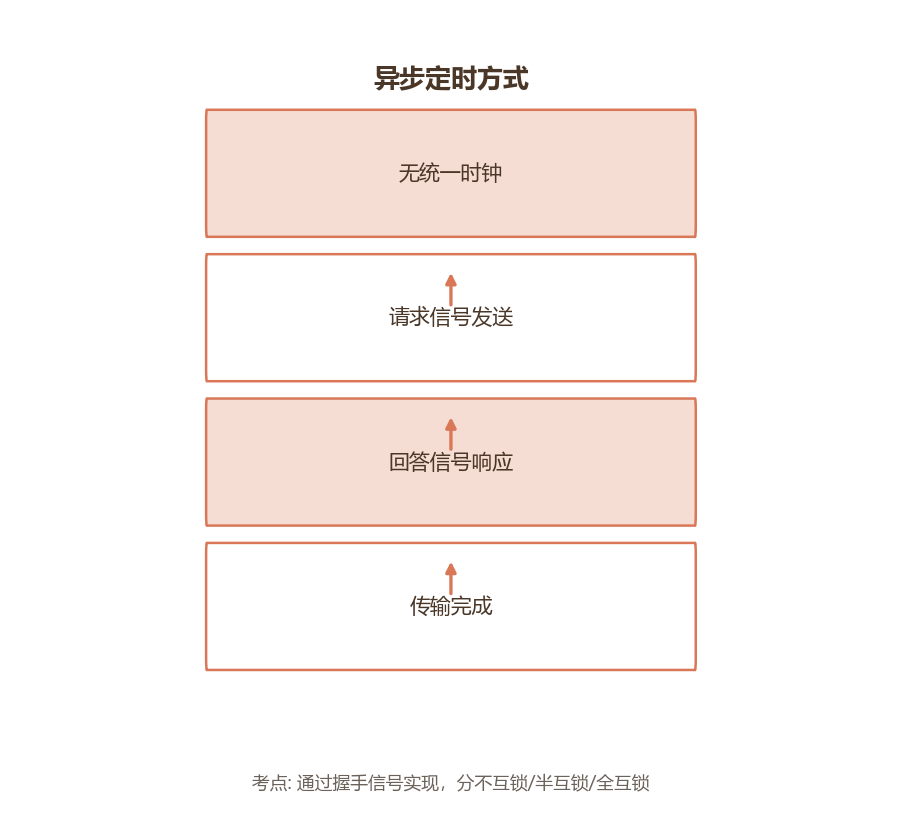 异步定时方式
无统一时钟
请求信号发送
回答信号响应
传输完成
考点: 通过握手信号实现，分不互锁/半互锁/全互锁